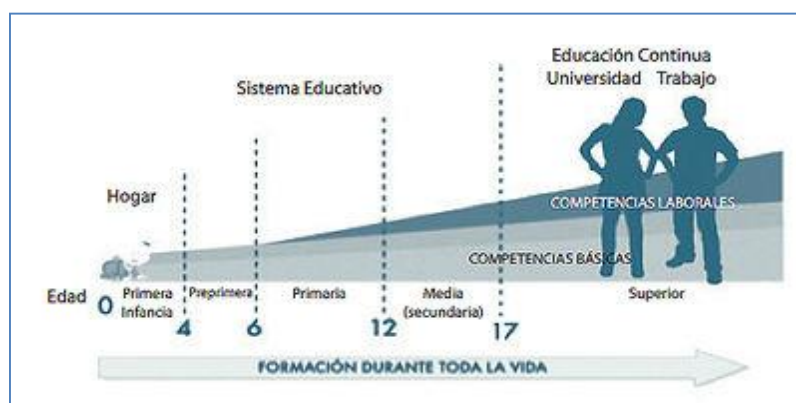 Educación Continua
Universidad Trabajo
Sistema Educativo
Hogar
COMPETENCIAS LABORALES
COMPETENCIAS BÁSICAS
Edad
0
Primera
Infancia
4
Preprimera
6
Primaria
12
Media
(secundaria)
17
Superior
FORMACIÓN DURANTE TODA LA VIDA